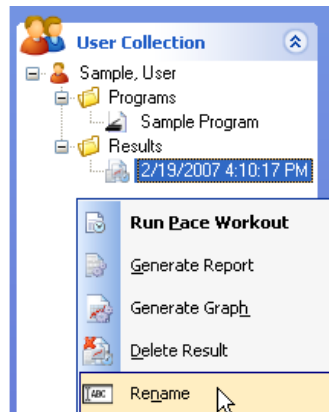 User Collection
Sample, User
Programs
Sample Program
Results
2/19/2007 4:10:17 PM
Run Pace Workout
Generate Report
Generate Graph
Delete Result
ABC Rename